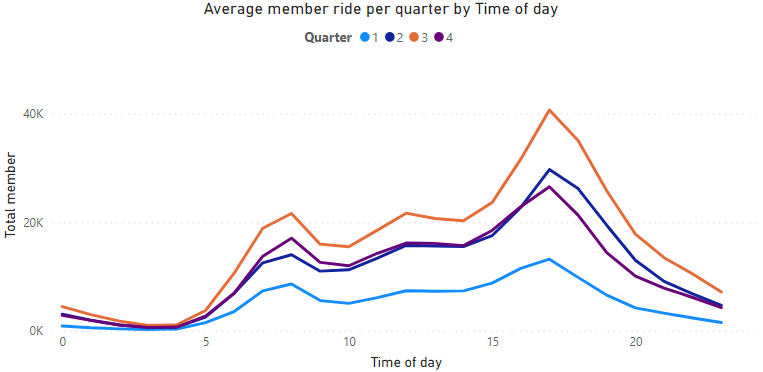 Average member ride per quarter by Time of day
Quarter 1 2 3 4
40K
20K
0K
Total member
0 5 10 15 20
Time of day